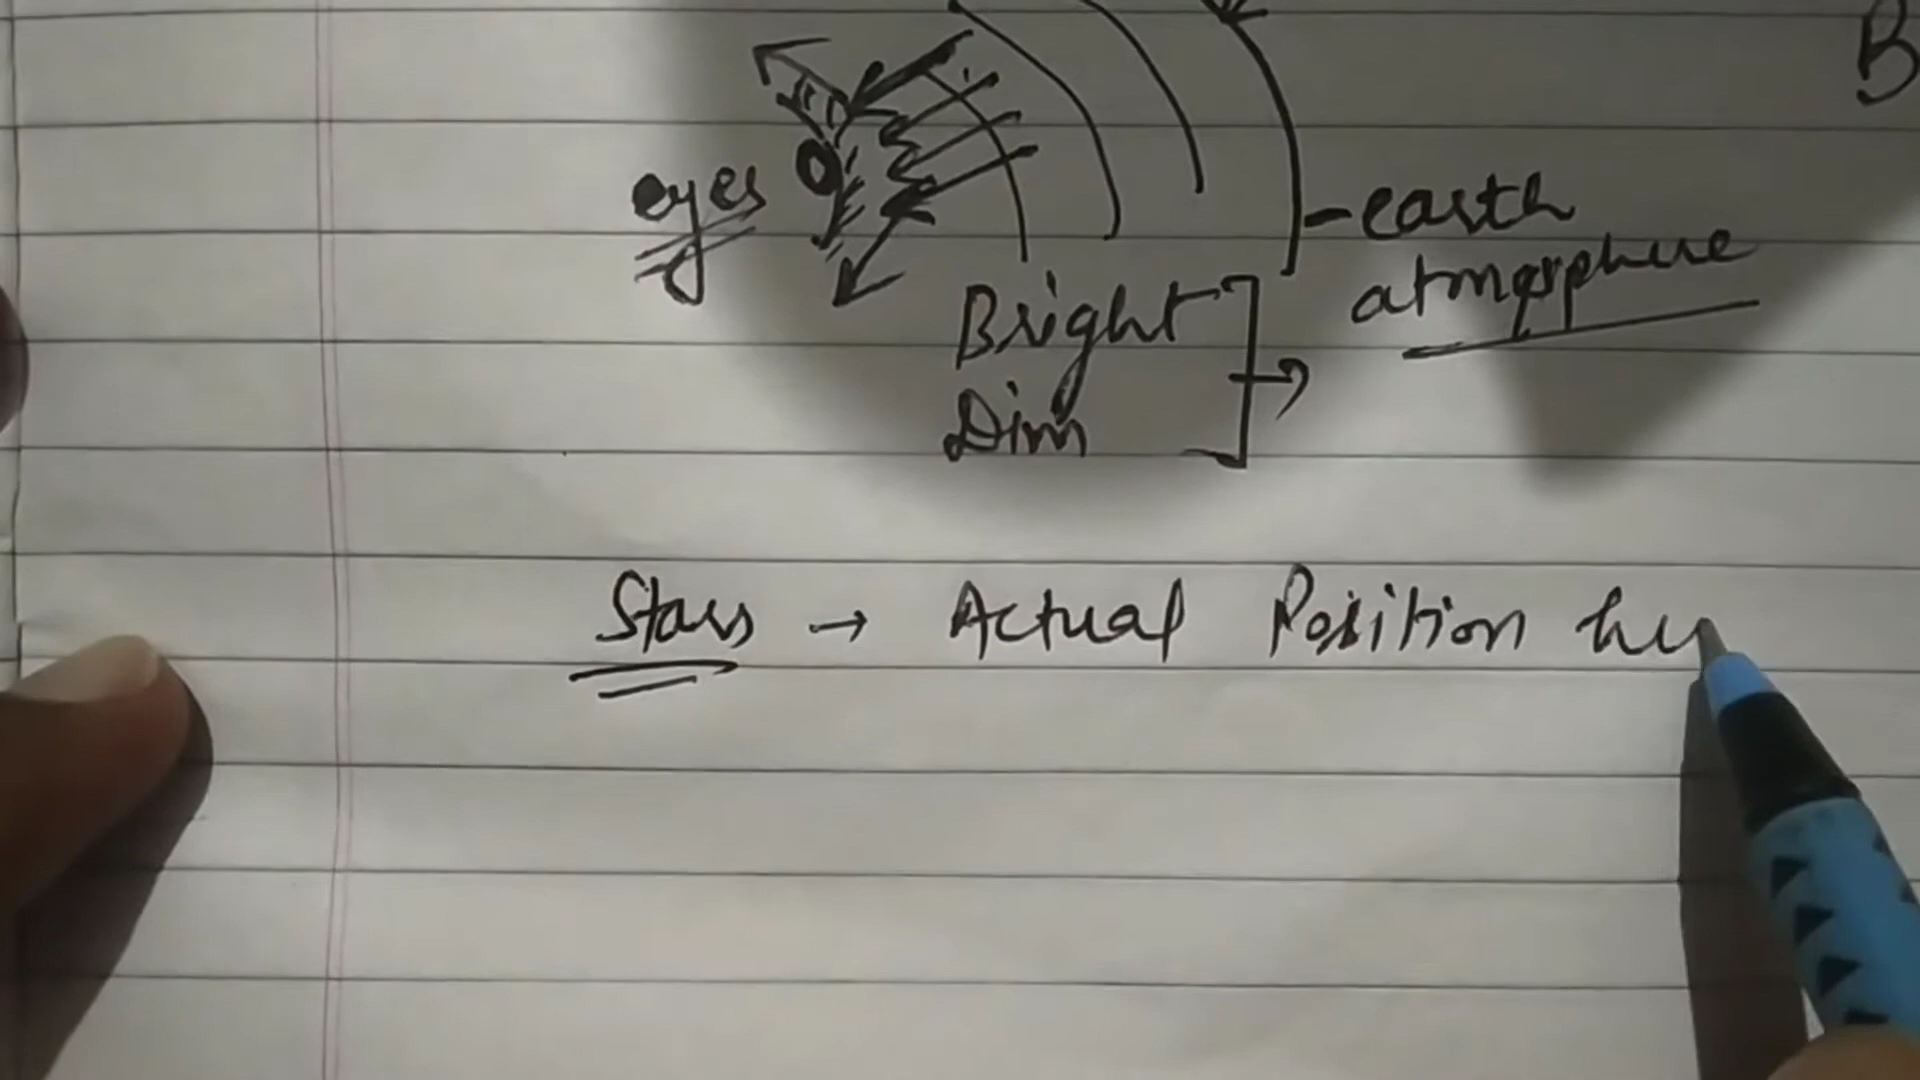 B
eyes
earth
atmosphere
Bright
Dim
Stars → Actual Position